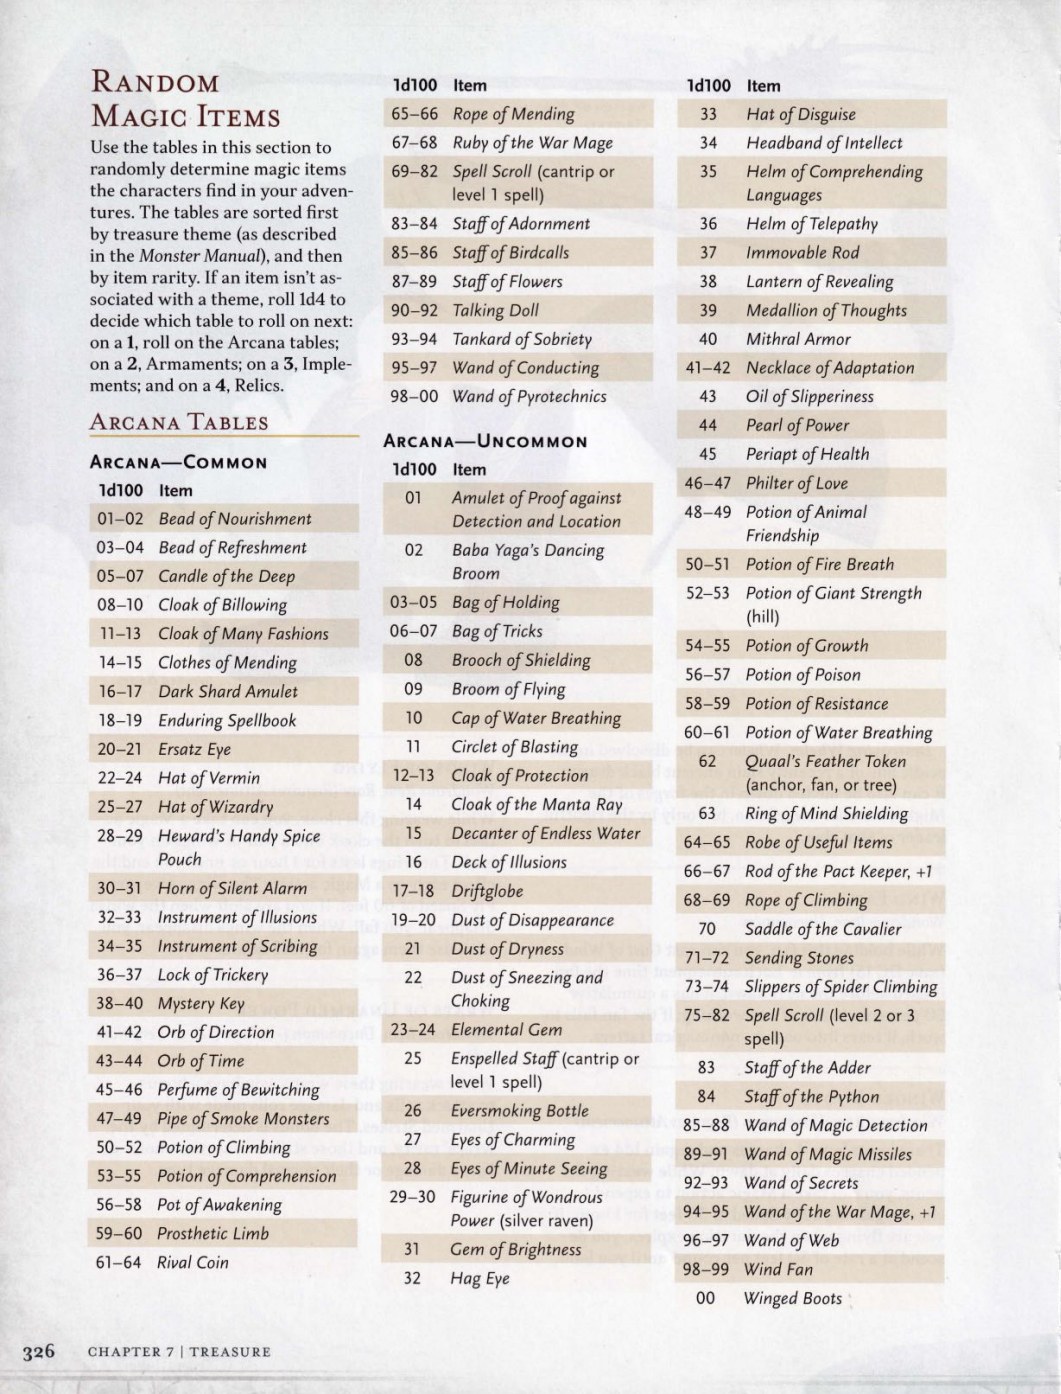 RANDOM
MAGIC ITEMS
Use the tables in this section to
randomly determine magic items
the characters find in your adven-
tures. The tables are sorted first
by treasure theme (as described
in the Monster Manual), and then
by item rarity. If an item isn't as-
sociated with a theme, roll 1d4 to
decide which table to roll on next:
on a 1, roll on the Arcana tables;
on a 2, Armaments; on a 3, Imple-
ments; and on a 4, Relics.
ARCANA TABLES
ARCANA—COMMON
1d100 Item
01–02 Bead of Nourishment
03–04 Bead of Refreshment
05–07 Candle of the Deep
08–10 Cloak of Billowing
11–13 Cloak of Many Fashions
14–15 Clothes of Mending
16–17 Dark Shard Amulet
18–19 Enduring Spellbook
20–21 Ersatz Eye
22–24 Hat of Vermin
25–27 Hat of Wizardry
28–29 Heward's Handy Spice
Pouch
30–31 Horn of Silent Alarm
32–33 Instrument of Illusions
34–35 Instrument of Scribing
36–37 Lock of Trickery
38–40 Mystery Key
41–42 Orb of Direction
43–44 Orb of Time
45–46 Perfume of Bewitching
47–49 Pipe of Smoke Monsters
50–52 Potion of Climbing
53–55 Potion of Comprehension
56–58 Pot of Awakening
59–60 Prosthetic Limb
61–64 Rival Coin
1d100 Item
65–66 Rope of Mending
67–68 Ruby of the War Mage
69–82 Spell Scroll (cantrip or
level 1 spell)
83–84 Staff of Adornment
85–86 Staff of Birdcalls
87–89 Staff of Flowers
90–92 Talking Doll
93–94 Tankard of Sobriety
95–97 Wand of Conducting
98–00 Wand of Pyrotechnics
ARCANA—UNCOMMON
1d100 Item
01 Amulet of Proof against
Detection and Location
02 Baba Yaga's Dancing
Broom
03–05 Bag of Holding
06–07 Bag of Tricks
08 Brooch of Shielding
09 Broom of Flying
10 Cap of Water Breathing
11 Circlet of Blasting
12–13 Cloak of Protection
14 Cloak of the Manta Ray
15 Decanter of Endless Water
16 Deck of Illusions
17–18 Driftglobe
19–20 Dust of Disappearance
21 Dust of Dryness
22 Dust of Sneezing and
Choking
23–24 Elemental Gem
25 Enspelled Staff (cantrip or
level 1 spell)
26 Eversmoking Bottle
27 Eyes of Charming
28 Eyes of Minute Seeing
29–30 Figurine of Wondrous
Power (silver raven)
31 Gem of Brightness
32 Hag Eye
1d100 Item
33 Hat of Disguise
34 Headband of Intellect
35 Helm of Comprehending
Languages
36 Helm of Telepathy
37 Immovable Rod
38 Lantern of Revealing
39 Medallion of Thoughts
40 Mithral Armor
41–42 Necklace of Adaptation
43 Oil of Slipperiness
44 Pearl of Power
45 Periapt of Health
46–47 Philter of Love
48–49 Potion of Animal
Friendship
50–51 Potion of Fire Breath
52–53 Potion of Giant Strength
(hill)
54–55 Potion of Growth
56–57 Potion of Poison
58–59 Potion of Resistance
60–61 Potion of Water Breathing
62 Quaal's Feather Token
(anchor, fan, or tree)
63 Ring of Mind Shielding
64–65 Robe of Useful Items
66–67 Rod of the Pact Keeper, +1
68–69 Rope of Climbing
70 Saddle of the Cavalier
71–72 Sending Stones
73–74 Slippers of Spider Climbing
75–82 Spell Scroll (level 2 or 3
spell)
83 Staff of the Adder
84 Staff of the Python
85–88 Wand of Magic Detection
89–91 Wand of Magic Missiles
92–93 Wand of Secrets
94–95 Wand of the War Mage, +1
96–97 Wand of Web
98–99 Wind Fan
00 Winged Boots
326 CHAPTER 7 | TREASURE